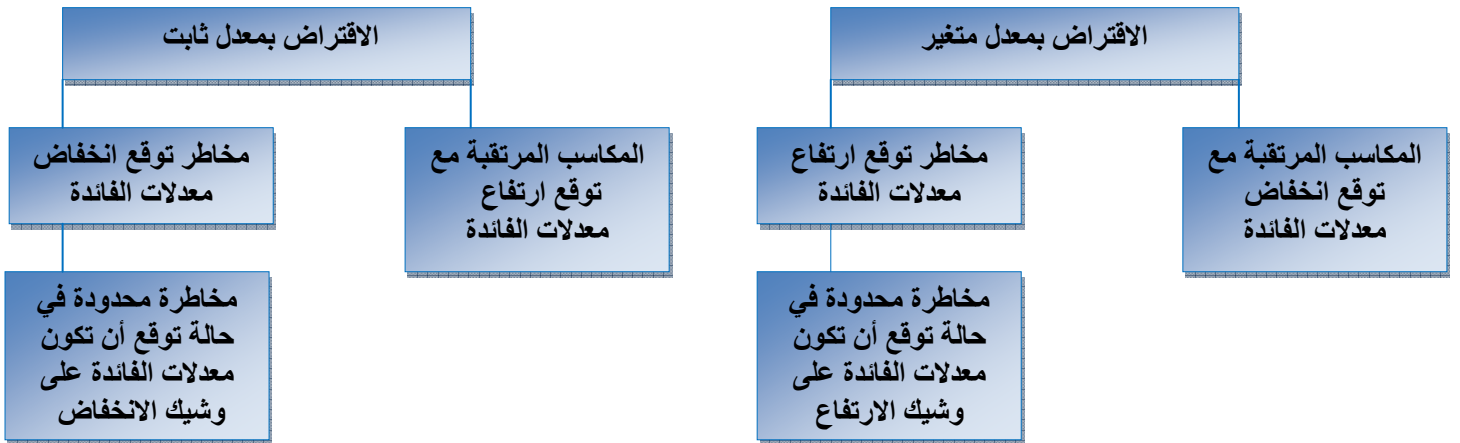 الاقتراض بمعدل متغير
المكاسب المرتقبة مع
توقع انخفاض
معدلات الفائدة
مخاطر توقع ارتفاع
معدلات الفائدة
مخاطرة محدودة في
حالة توقع أن تكون
معدلات الفائدة على
وشيك الارتفاع
الاقتراض بمعدل ثابت
المكاسب المرتقبة مع
توقع ارتفاع
معدلات الفائدة
مخاطر توقع انخفاض
معدلات الفائدة
مخاطرة محدودة في
حالة توقع أن تكون
معدلات الفائدة على
وشيك الانخفاض